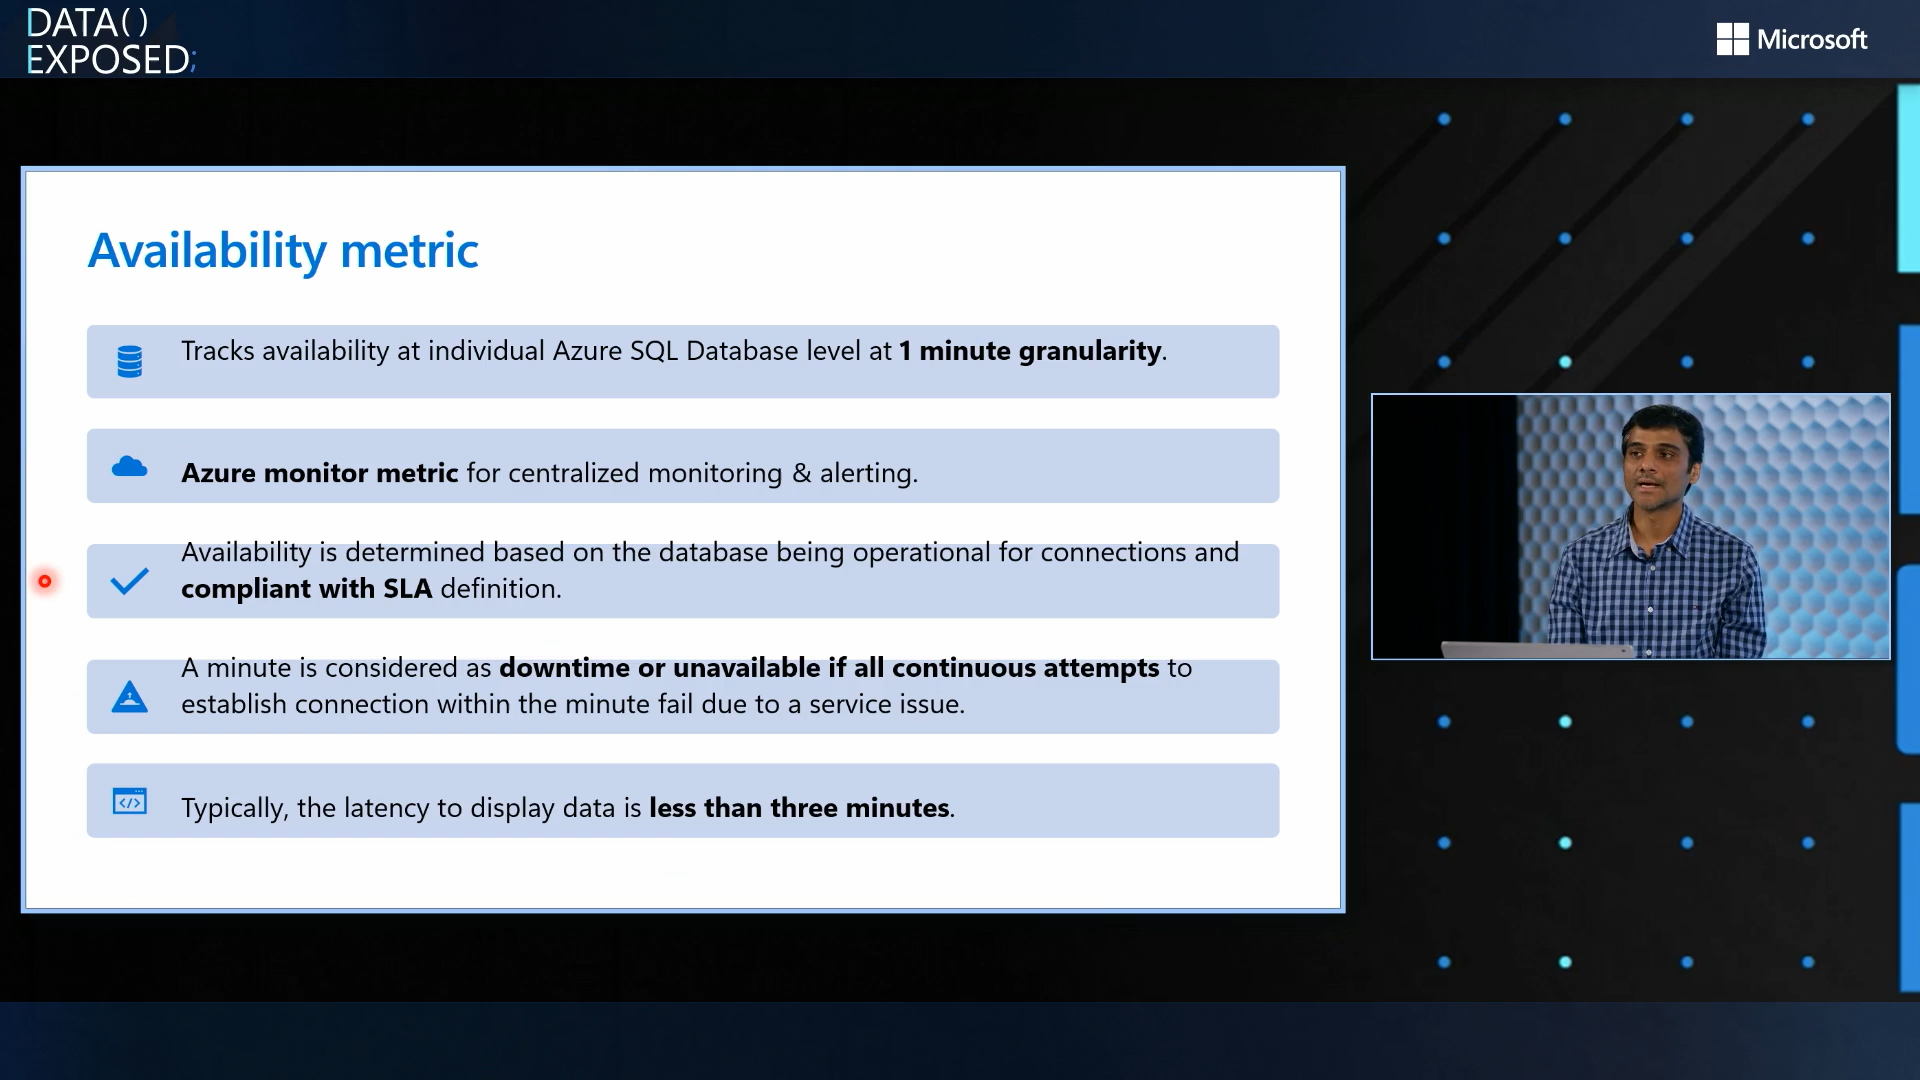 DATA()
EXPOSED;
Microsoft
Availability metric
Tracks availability at individual Azure SQL Database level at 1 minute granularity.
Azure monitor metric for centralized monitoring & alerting.
Availability is determined based on the database being operational for connections and
compliant with SLA definition.
A minute is considered as downtime or unavailable if all continuous attempts to
establish connection within the minute fail due to a service issue.
</>
Typically, the latency to display data is less than three minutes.